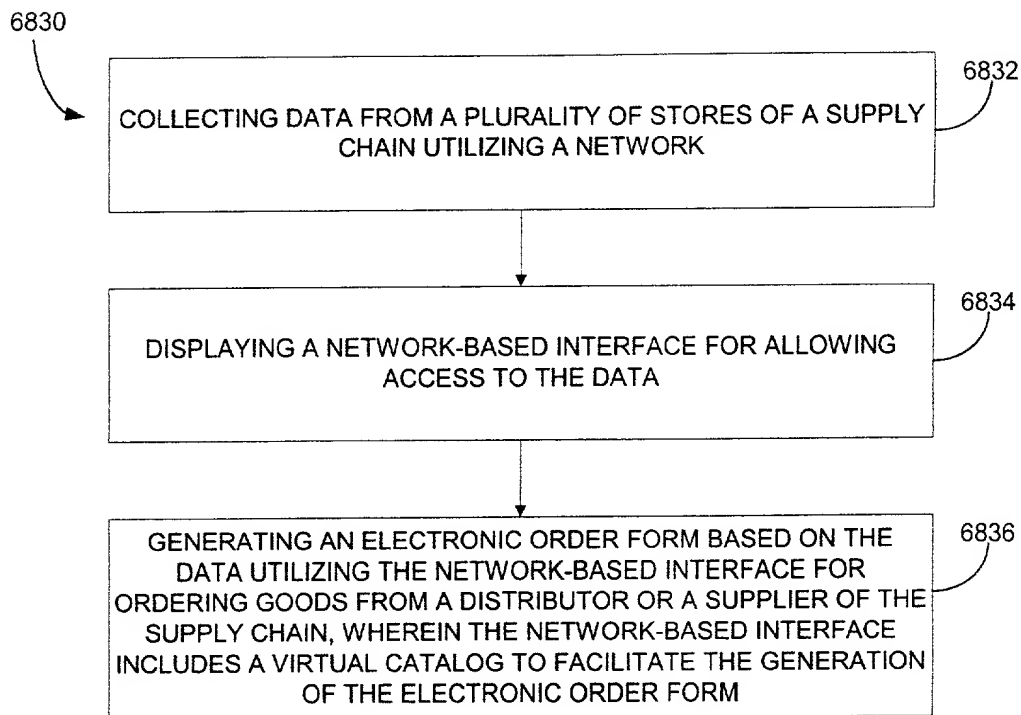 6830
6832
COLLECTING DATA FROM A PLURALITY OF STORES OF A SUPPLY
CHAIN UTILIZING A NETWORK
6834
DISPLAYING A NETWORK-BASED INTERFACE FOR ALLOWING
ACCESS TO THE DATA
6836
GENERATING AN ELECTRONIC ORDER FORM BASED ON THE
DATA UTILIZING THE NETWORK-BASED INTERFACE FOR
ORDERING GOODS FROM A DISTRIBUTOR OR A SUPPLIER OF THE
SUPPLY CHAIN, WHEREIN THE NETWORK-BASED INTERFACE
INCLUDES A VIRTUAL CATALOG TO FACILITATE THE GENERATION
OF THE ELECTRONIC ORDER FORM